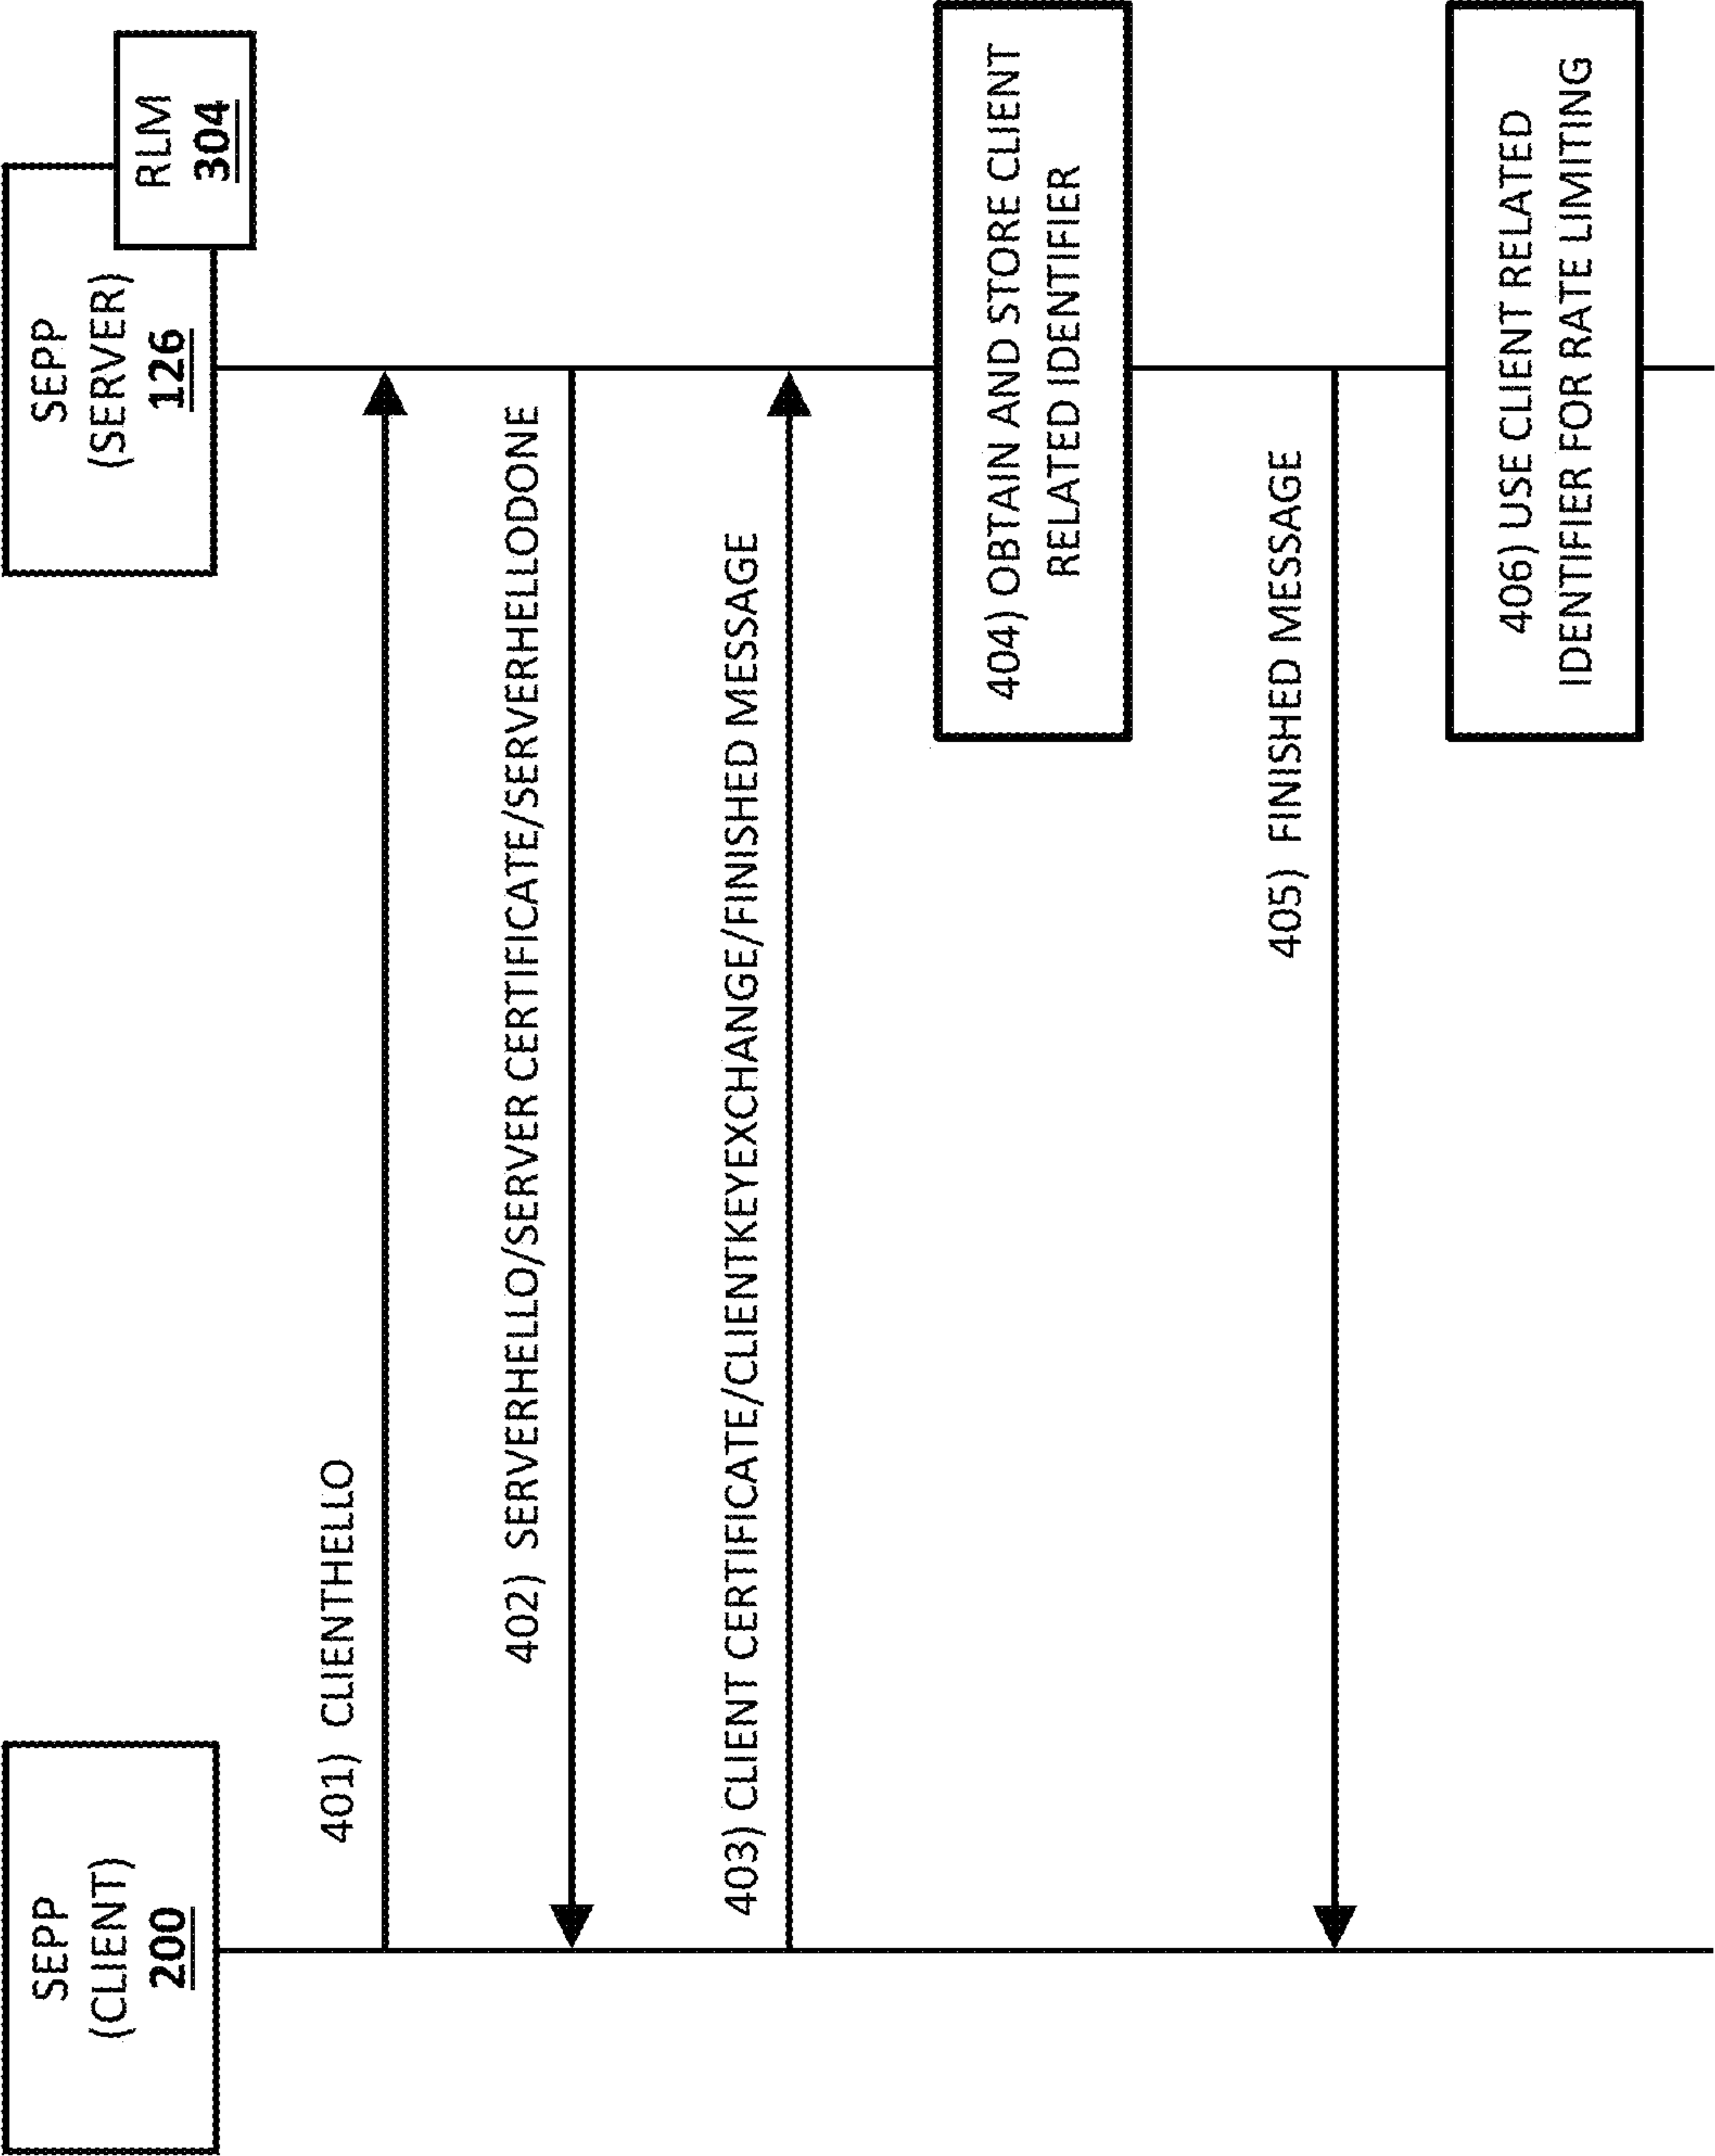 SEPP
(CLIENT)
200
SEPP
(SERVER)
126
RLM
304
401) CLIENTHELLO
402) SERVERHELLO/SERVER CERTIFICATE/SERVERHELLODONE
403) CLIENT CERTIFICATE/CLIENTKEYEXCHANGE/FINISHED MESSAGE
404) OBTAIN AND STORE CLIENT
RELATED IDENTIFIER
405) FINISHED MESSAGE
406) USE CLIENT RELATED
IDENTIFIER FOR RATE LIMITING